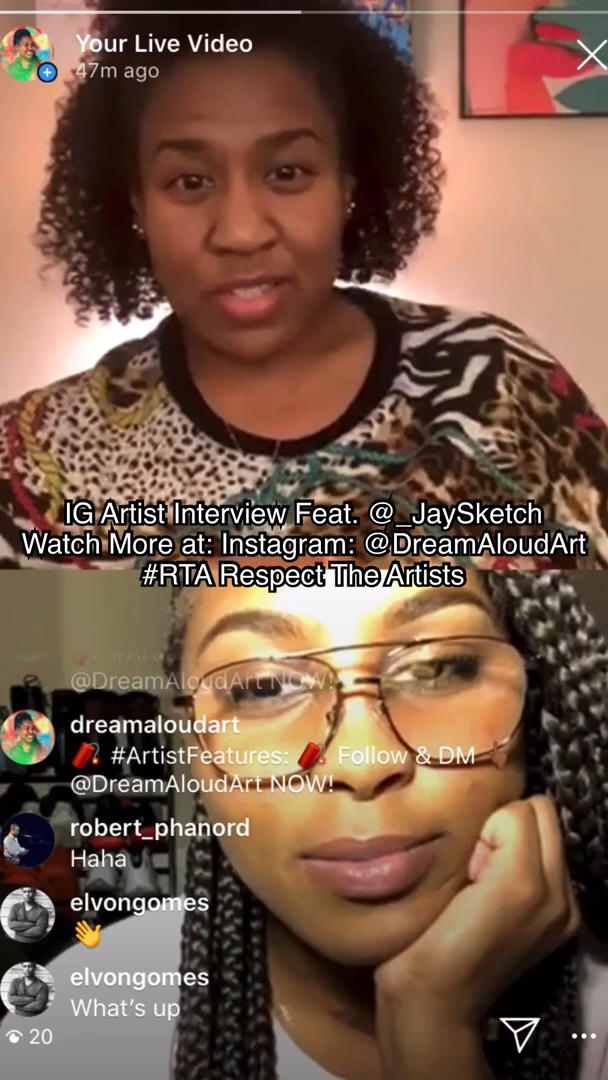 Your Live Video
47m ago
IG Artist Interview Feat. @_JaySketch
Watch More at: Instagram: @DreamAloudArt
#RTA Respect The Artists
@DreamAloudArt NOW!
dreamaloudart
🧨 #ArtistFeatures: 🧨 Follow & DM
@DreamAloudArt NOW!
robert_phanord
Haha
elvongomes
👋
elvongomes
What's up
20